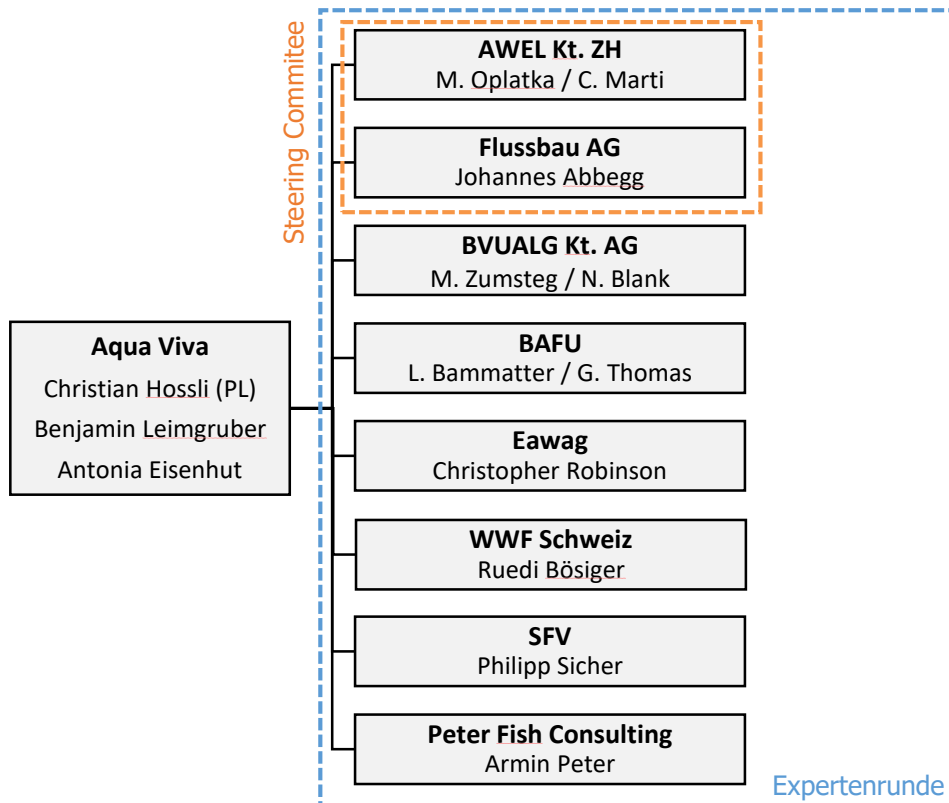 Steering Commitee
AWEL Kt. ZH
M. Oplatka / C. Marti
Flussbau AG
Johannes Abbegg
BVUALG Kt. AG
M. Zumsteg / N. Blank
Aqua Viva
Christian Hossli (PL)
Benjamin Leimgruber
Antonia Eisenhut
BAFU
L. Bammatter / G. Thomas
Eawag
Christopher Robinson
WWF Schweiz
Ruedi Bösiger
SFV
Philipp Sicher
Peter Fish Consulting
Armin Peter
Expertenrunde